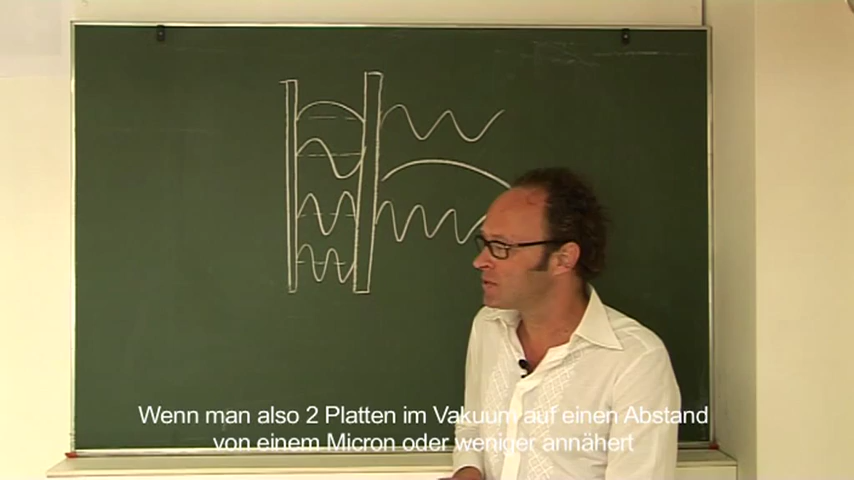 Wenn man also 2 Platten im Vakuum auf einen Abstand
von einem Micron oder weniger annähert